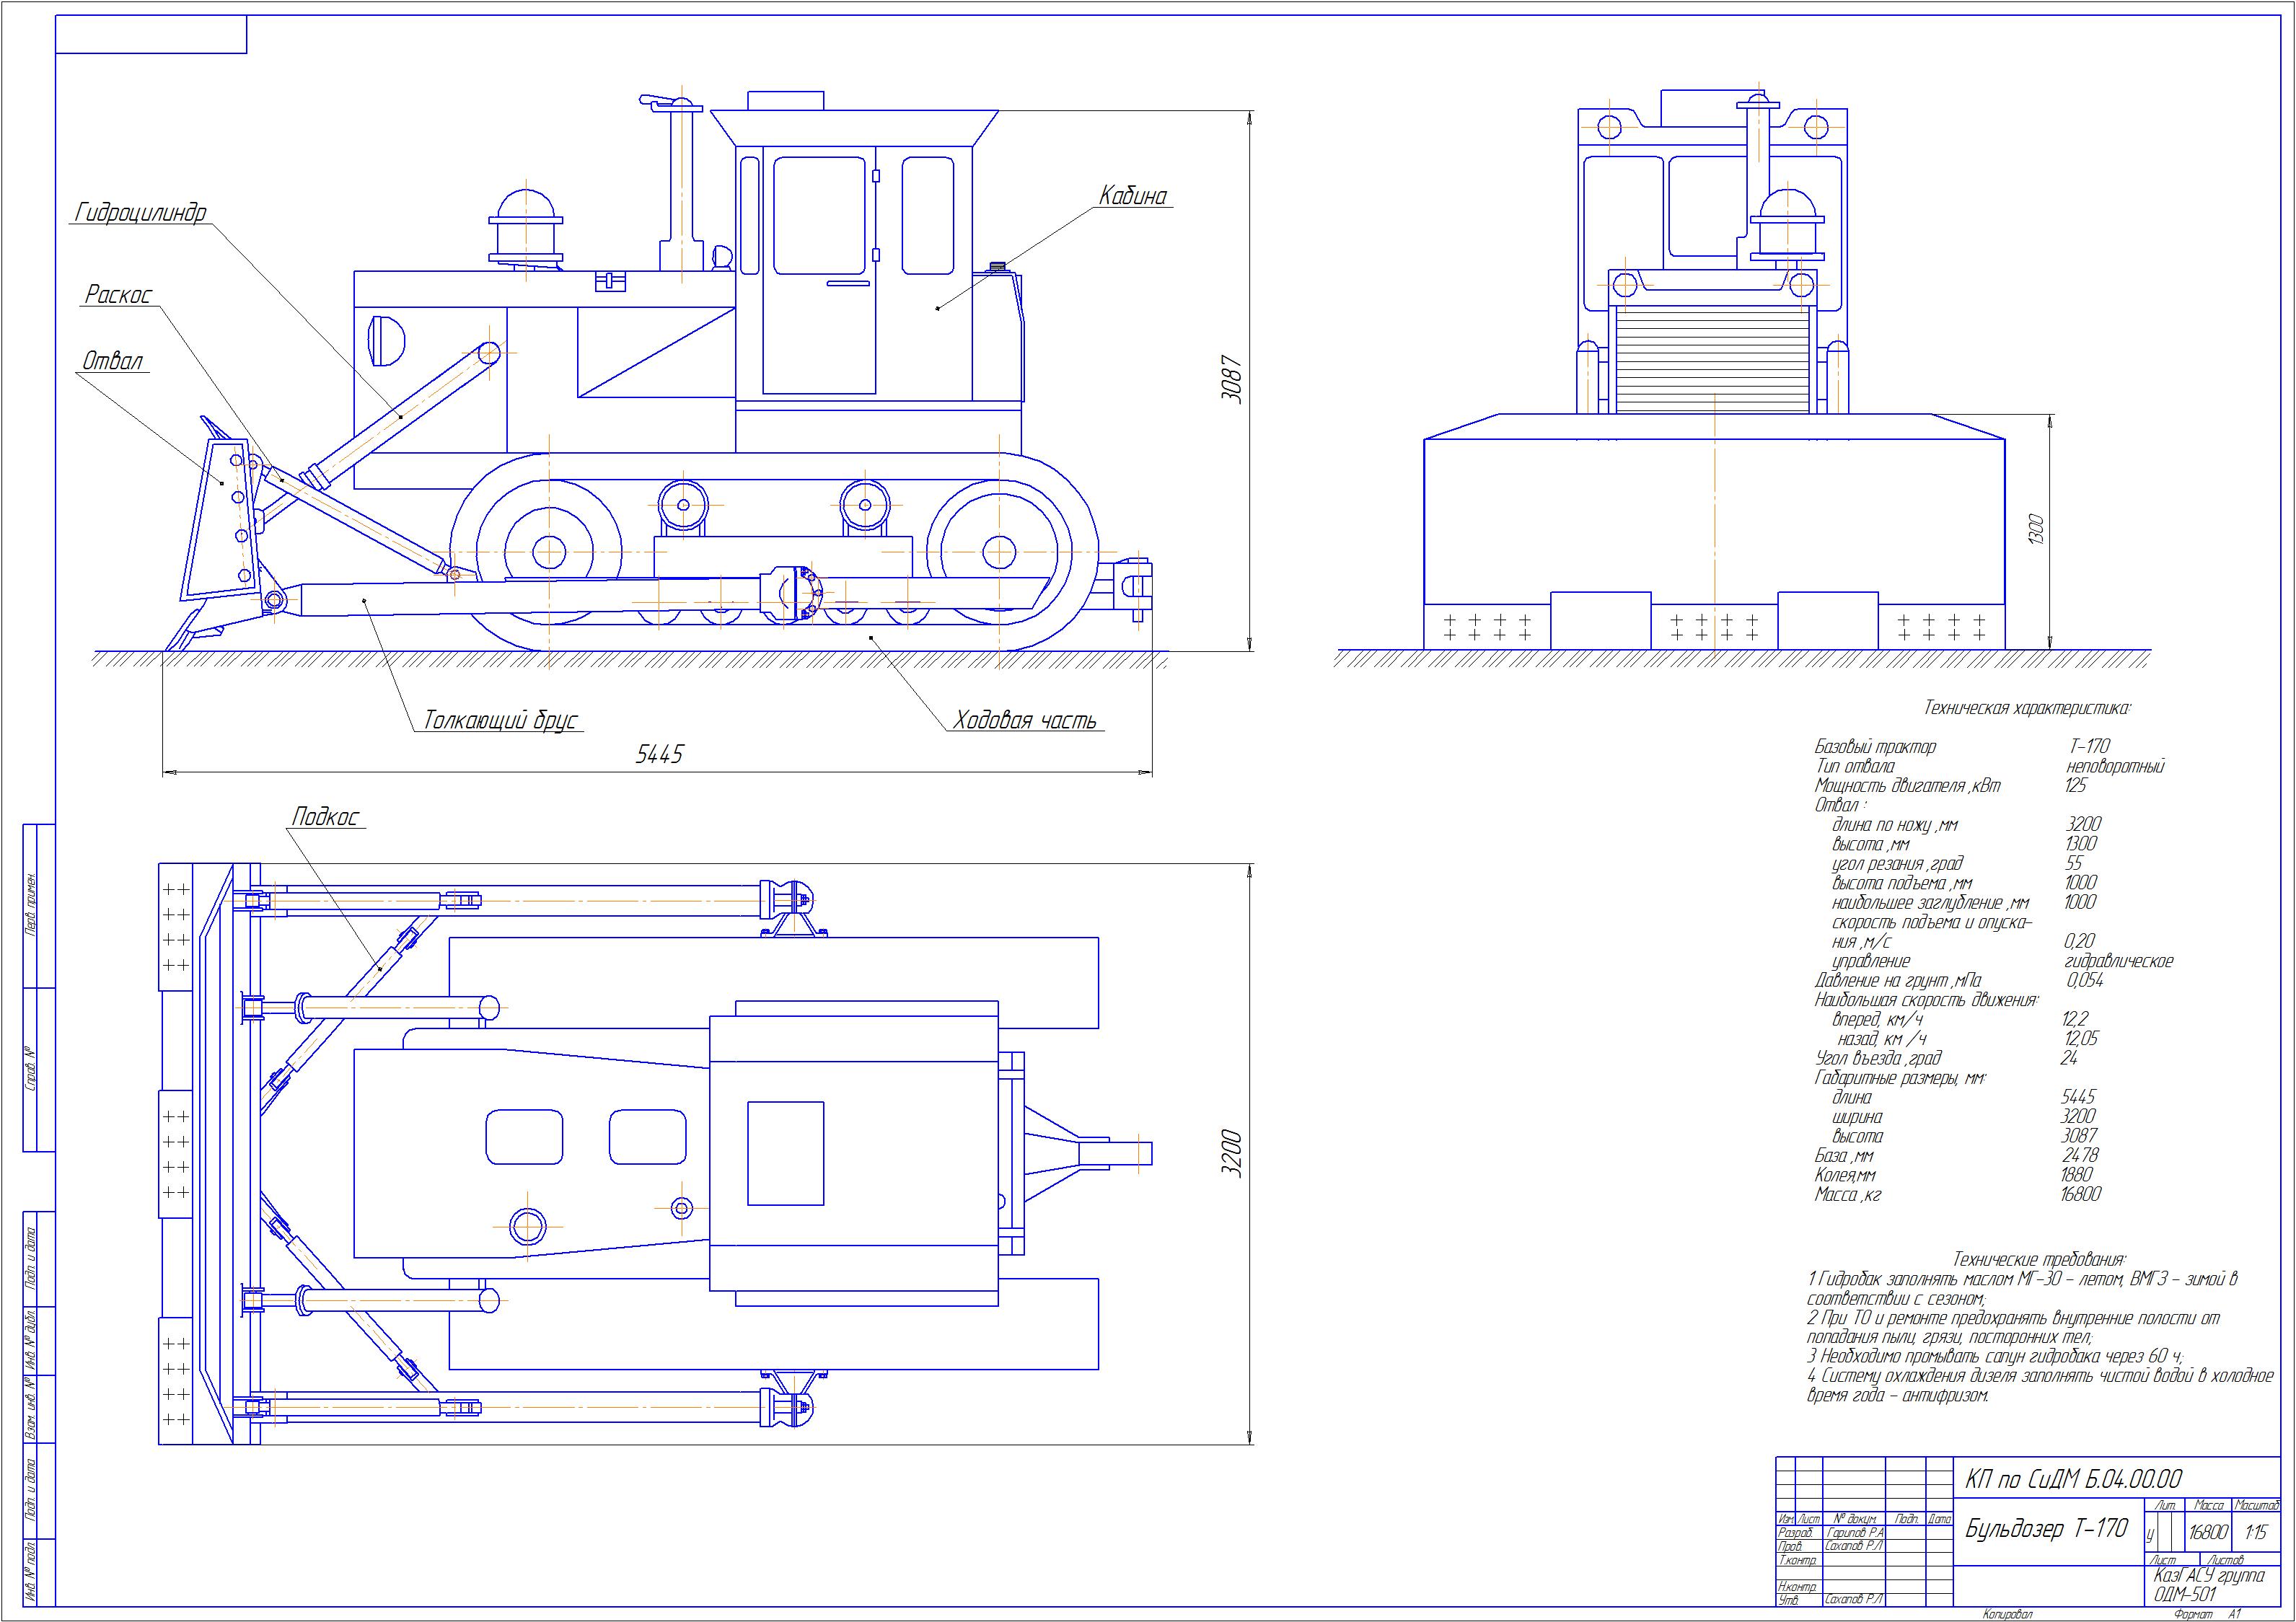 Гидроцилиндр
Раскос
Отвал
Кабина
3087
1300
Толкающий брус
Ходовая часть
5445
Подкос
3200
Техническая характеристика:
Базовый трактор Т-170
Тип отвала неповоротный
Мощность двигателя ,кВт 125
Отвал :
длина по ножу ,мм 3200
высота ,мм 1300
угол резания ,град 55
высота подъема ,мм 1000
наибольшее заглубление ,мм 1000
скорость подъема и опуска-
ния ,м/с 0,20
управление гидравлическое
Давление на грунт ,мПа 0,054
Наибольшая скорость движения:
вперед, км/ч 12,2
назад, км /ч 12,05
Угол въезда ,град 24
Габаритные размеры, мм:
длина 5445
ширина 3200
высота 3087
База ,мм 2478
Колея,мм 1880
Масса ,кг 16800
Технические требования:
1 Гидробак заполнять маслом МГ-30 - летом, ВМГЗ - зимой в
соответствии с сезоном;
2 При ТО и ремонте предохранять внутренние полости от
попадания пыли, грязи, посторонних тел;
3 Необходимо промывать сапун гидробака через 60 ч;
4 Систему охлаждения дизеля заполнять чистой водой в холодное
время года - антифризом.
Перв. примен.
Справ. №
Подп. и дата
Инв. № дубл.
Взам. инв. №
Подп. и дата
Инв. № подл.
КП по СиДМ Б.04.00.00
Изм. Лист № докум. Подп. Дата
Разраб. Гарипов Р.А
Пров. Сахапов Р.Л
Т.контр.
Н.контр.
Утв. Сахапов Р.Л
Бульдозер Т-170
Лит. Масса Масштаб
у 16800 1:15
Лист Листов
КазГАСУ группа
ОДМ-501
Копировал Формат А1